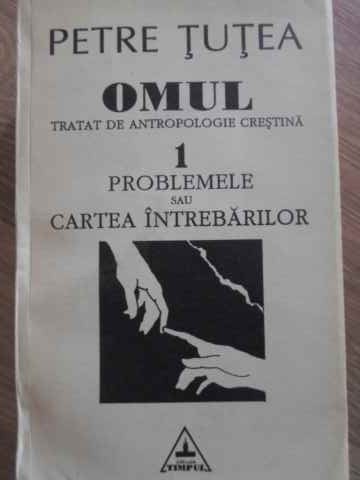 PETRE ŢUŢEA
OMUL
TRATAT DE ANTROPOLOGIE CREŞTINĂ
1
PROBLEMELE
SAU
CARTEA ÎNTREBĂRILOR
TIMPUL